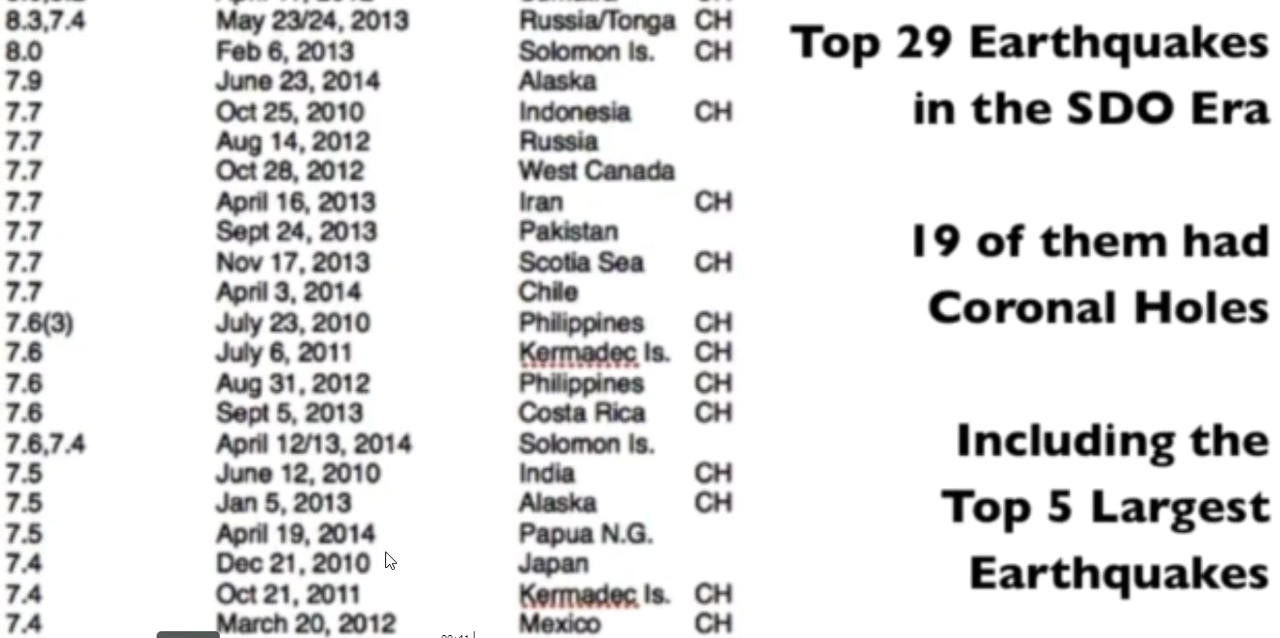 8.3,7.4 May 23/24, 2013 Russia/Tonga CH
8.0 Feb 6, 2013 Solomon Is. CH
7.9 June 23, 2014 Alaska
7.7 Oct 25, 2010 Indonesia CH
7.7 Aug 14, 2012 Russia
7.7 Oct 28, 2012 West Canada
7.7 April 16, 2013 Iran CH
7.7 Sept 24, 2013 Pakistan
7.7 Nov 17, 2013 Scotia Sea CH
7.7 April 3, 2014 Chile
7.6(3) July 23, 2010 Philippines CH
7.6 July 6, 2011 Kermadec Is. CH
7.6 Aug 31, 2012 Philippines CH
7.6 Sept 5, 2013 Costa Rica CH
7.6,7.4 April 12/13, 2014 Solomon Is.
7.5 June 12, 2010 India CH
7.5 Jan 5, 2013 Alaska CH
7.5 April 19, 2014 Papua N.G.
7.4 Dec 21, 2010 Japan
7.4 Oct 21, 2011 Kermadec Is. CH
7.4 March 20, 2012 Mexico CH
Top 29 Earthquakes
in the SDO Era
19 of them had
Coronal Holes
Including the
Top 5 Largest
Earthquakes